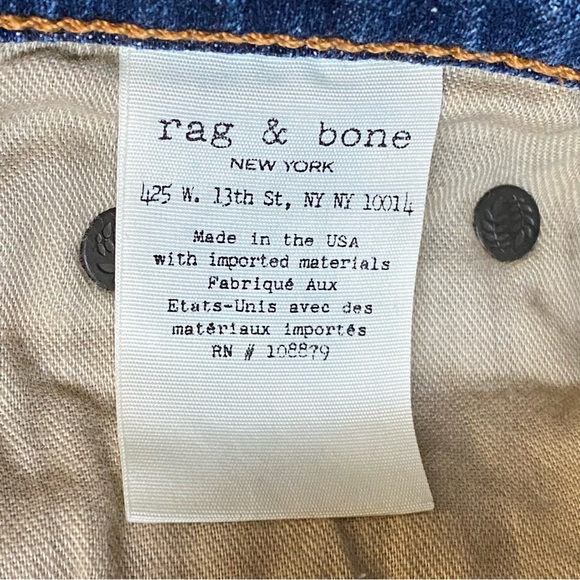 rag & bone
NEW YORK
425 W. 13th St, NY NY 10014
Made in the USA
with imported materials
Fabriqué Aux
Etats-Unis avec des
matériaux importés
RN # 108879